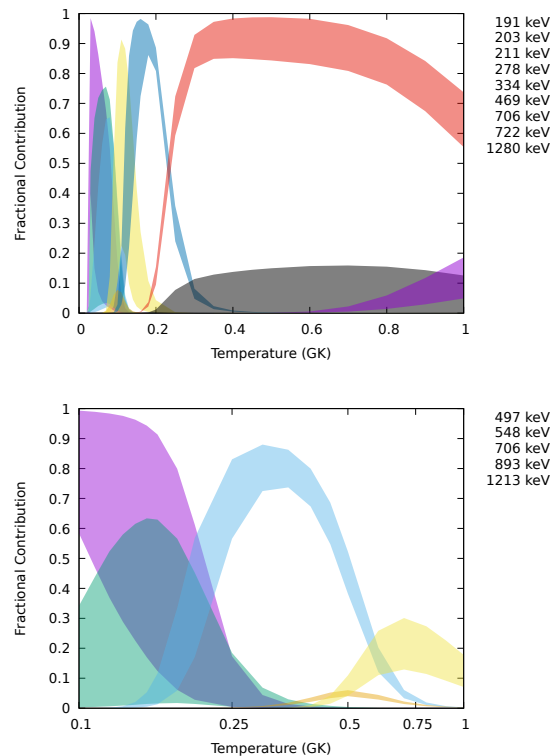 1
0.9
0.8
0.7
0.6
0.5
0.4
0.3
0.2
0.1
0
Fractional Contribution
0 0.2 0.4 0.6 0.8 1
Temperature (GK)
191 keV
203 keV
211 keV
278 keV
334 keV
469 keV
706 keV
722 keV
1280 keV
1
0.9
0.8
0.7
0.6
0.5
0.4
0.3
0.2
0.1
0
Fractional Contribution
0.1 0.25 0.5 0.75 1
Temperature (GK)
497 keV
548 keV
706 keV
893 keV
1213 keV